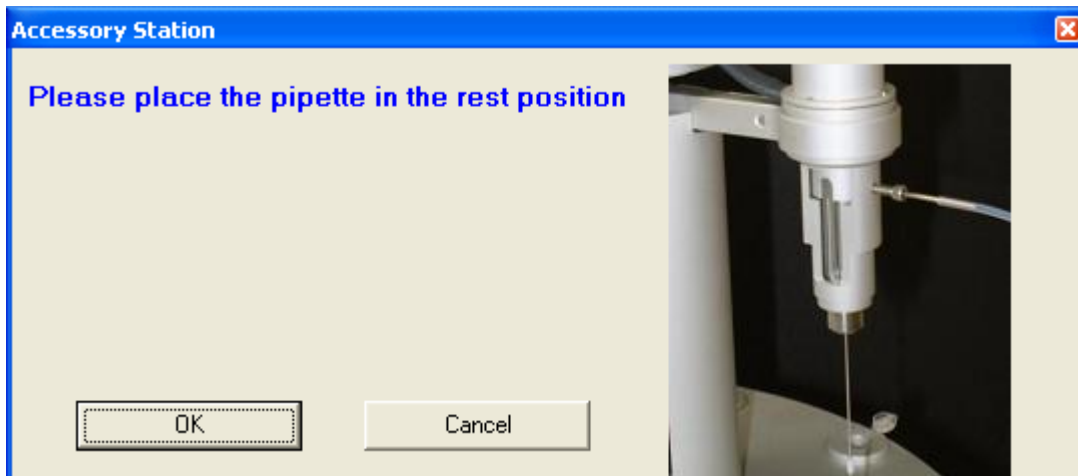 Accessory Station
Please place the pipette in the rest position
OK
Cancel